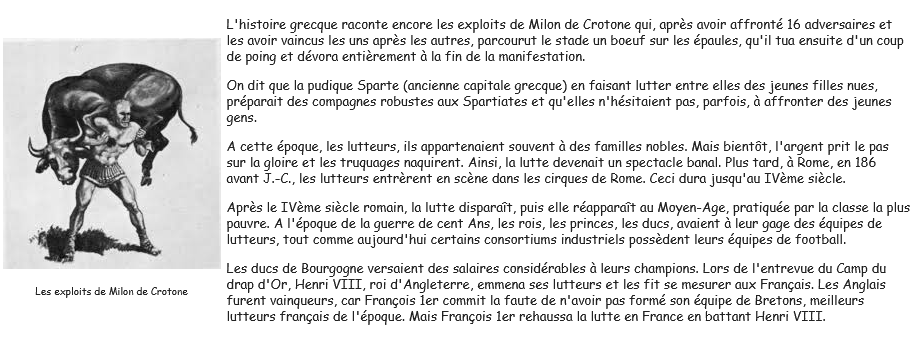 L'histoire grecque raconte encore les exploits de Milon de Crotone qui, après avoir affronté 16 adversaires et
les avoir vaincus les uns après les autres, parcourut le stade un boeuf sur les épaules, qu'il tua ensuite d'un coup
de poing et dévora entièrement à la fin de la manifestation.
On dit que la pudique Sparte (ancienne capitale grecque) en faisant lutter entre elles des jeunes filles nues,
préparait des compagnes robustes aux Spartiates et qu'elles n'hésitaient pas, parfois, à affronter des jeunes
gens.
A cette époque, les lutteurs, ils appartenaient souvent à des familles nobles. Mais bientôt, l'argent prit le pas
sur la gloire et les truquages naquirent. Ainsi, la lutte devenait un spectacle banal. Plus tard, à Rome, en 186
avant J.-C., les lutteurs entrèrent en scène dans les cirques de Rome. Ceci dura jusqu'au IVème siècle.
Après le IVème siècle romain, la lutte disparaît, puis elle réapparaît au Moyen-Age, pratiquée par la classe la plus
pauvre. A l'époque de la guerre de cent Ans, les rois, les princes, les ducs, avaient à leur gage des équipes de
lutteurs, tout comme aujourd'hui certains consortiums industriels possèdent leurs équipes de football.
Les ducs de Bourgogne versaient des salaires considérables à leurs champions. Lors de l'entrevue du Camp du
drap d'Or, Henri VIII, roi d'Angleterre, emmena ses lutteurs et les fit se mesurer aux Français. Les Anglais
furent vainqueurs, car François 1er commit la faute de n'avoir pas formé son équipe de Bretons, meilleurs
lutteurs français de l'époque. Mais François 1er rehaussa la lutte en France en battant Henri VIII.
Les exploits de Milon de Crotone